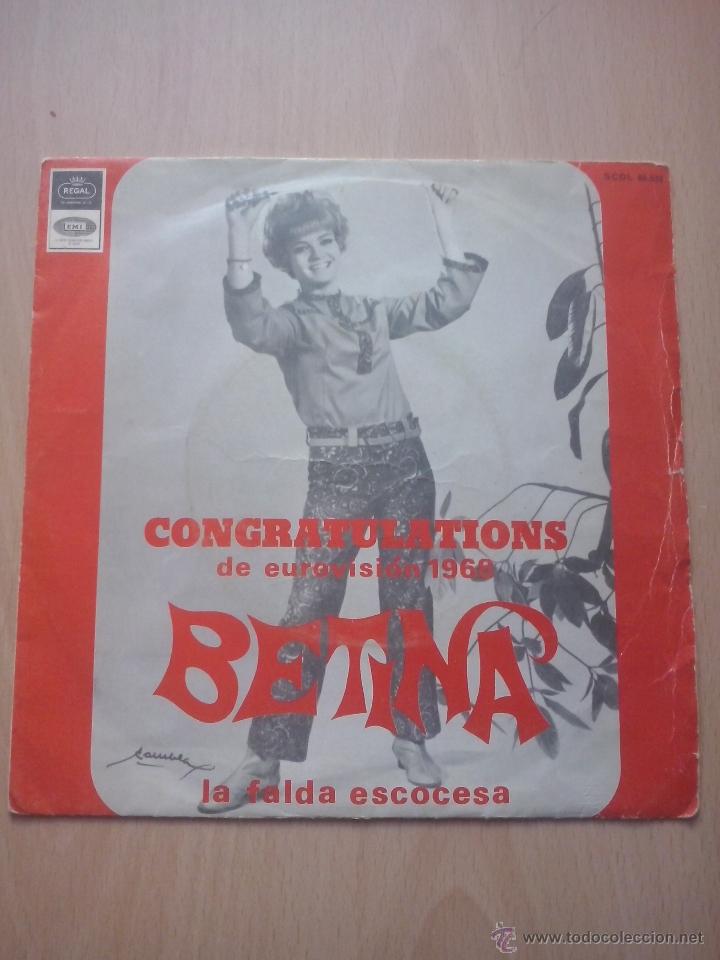 REGAL
EMI
CONGRATULATIONS
de eurovisión 1968
BETINA
la falda escocesa
© www.todocoleccion.net